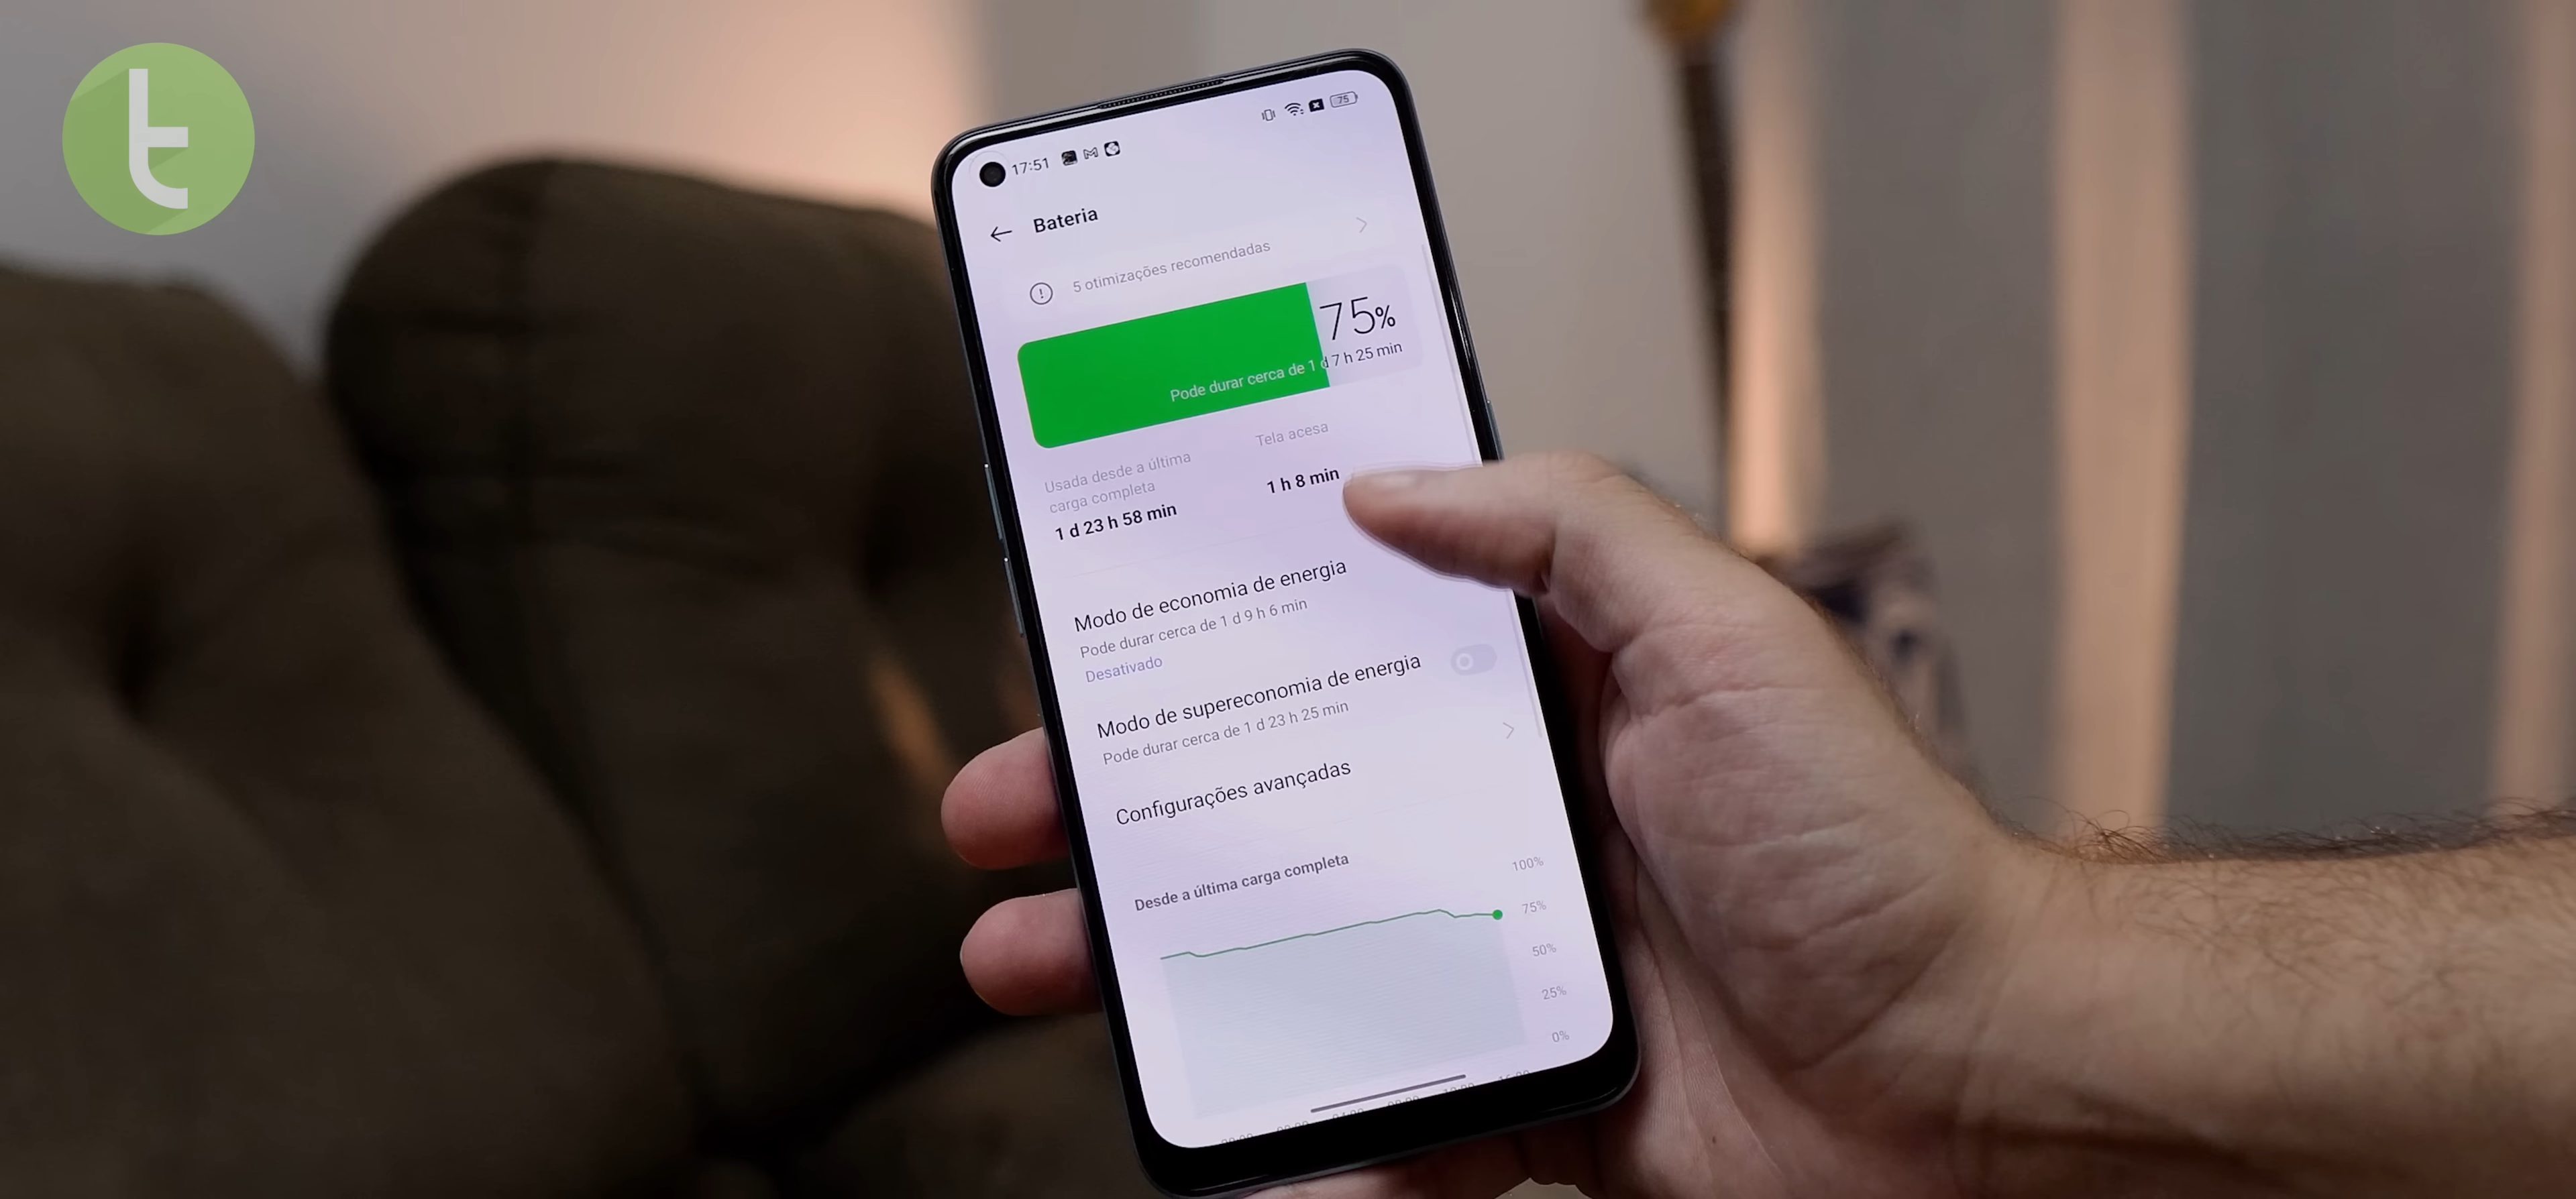 t
17:51
75
Bateria
5 otimizações recomendadas
75%
Pode durar cerca de 1 d 7 h 25 min
Tela acesa
1 h 8 min
Usada desde a última
carga completa
1 d 23 h 58 min
Modo de economia de energia
Pode durar cerca de 1 d 9 h 6 min
Desativado
Modo de supereconomia de energia
Pode durar cerca de 1 d 23 h 25 min
Configurações avançadas
Desde a última carga completa
100%
75%
50%
25%
0%